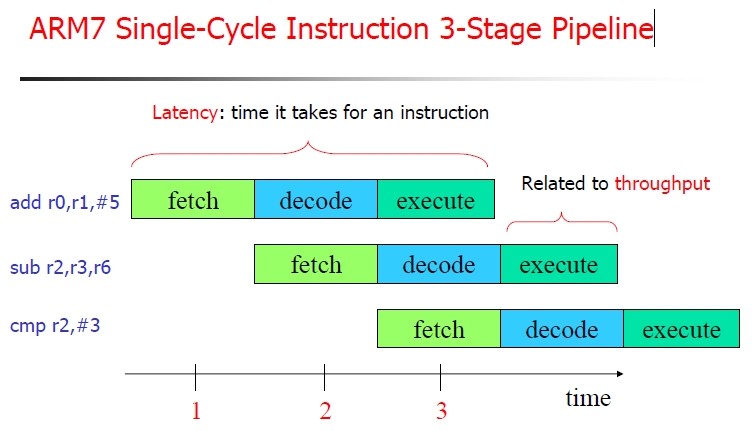 ARM7 Single-Cycle Instruction 3-Stage Pipeline
Latency: time it takes for an instruction
Related to throughput
add r0,r1,#5
fetch decode execute
sub r2,r3,r6
fetch decode execute
cmp r2,#3
fetch decode execute
time
1 2 3